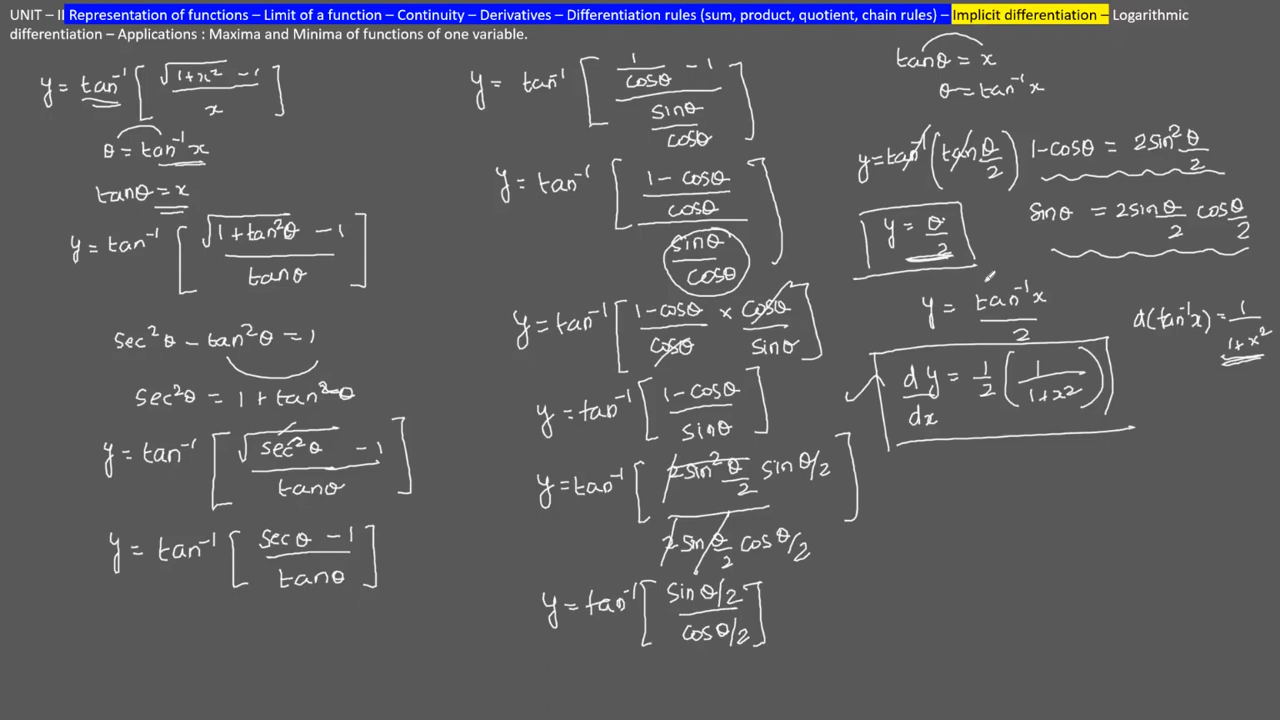 UNIT – II Representation of functions – Limit of a function – Continuity – Derivatives – Differentiation rules (sum, product, quotient, chain rules) – Implicit differentiation – Logarithmic
differentiation – Applications : Maxima and Minima of functions of one variable.
y = tan⁻¹ [ (√(1+x²) - 1) / x ]
θ = tan⁻¹x
tanθ = x
y = tan⁻¹ [ (√(1+tan²θ) - 1) / tanθ ]
sec²θ - tan²θ = 1
sec²θ = 1 + tan²θ
y = tan⁻¹ [ (√(sec²θ) - 1) / tanθ ]
y = tan⁻¹ [ (secθ - 1) / tanθ ]
y = tan⁻¹ [ (1/cosθ - 1) / (sinθ/cosθ) ]
y = tan⁻¹ [ ((1 - cosθ)/cosθ) / (sinθ/cosθ) ]
y = tan⁻¹ [ (1-cosθ)/cosθ × cosθ/sinθ ]
y = tan⁻¹ [ (1-cosθ) / sinθ ]
y = tan⁻¹ [ 2sin²θ/2 sin θ/2 / 2sinθ/2 cosθ/2 ]
y = tan⁻¹ [ sinθ/2 / cosθ/2 ]
tanθ = x
θ = tan⁻¹x
y = tan⁻¹ (tan θ/2)
1-cosθ = 2sin²θ/2
sinθ = 2sinθ/2 cosθ/2
y = θ/2
y = tan⁻¹x / 2
d(tan⁻¹x) = 1/(1+x²)
dy/dx = 1/2 ( 1/(1+x²) )